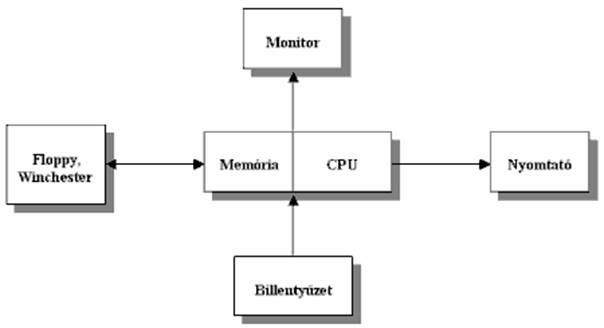 Monitor
Floppy,
Winchester
Memória
CPU
Nyomtató
Billentyűzet